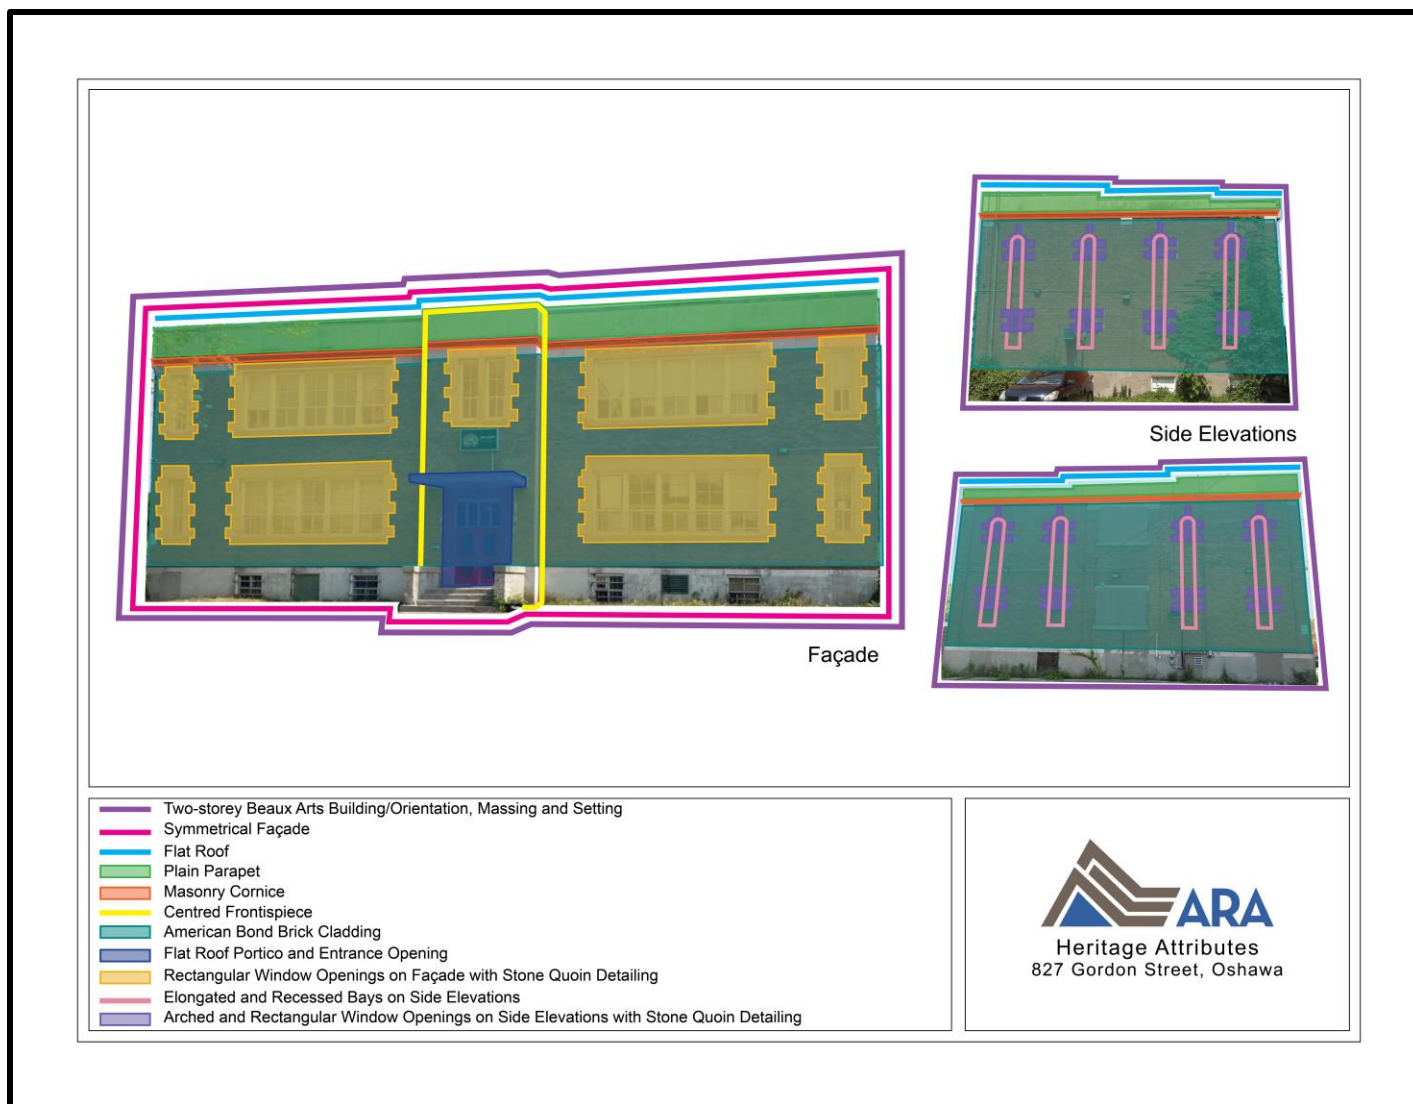 Façade
Side Elevations
Two-storey Beaux Arts Building/Orientation, Massing and Setting
Symmetrical Façade
Flat Roof
Plain Parapet
Masonry Cornice
Centred Frontispiece
American Bond Brick Cladding
Flat Roof Portico and Entrance Opening
Rectangular Window Openings on Façade with Stone Quoin Detailing
Elongated and Recessed Bays on Side Elevations
Arched and Rectangular Window Openings on Side Elevations with Stone Quoin Detailing
ARA
Heritage Attributes
827 Gordon Street, Oshawa